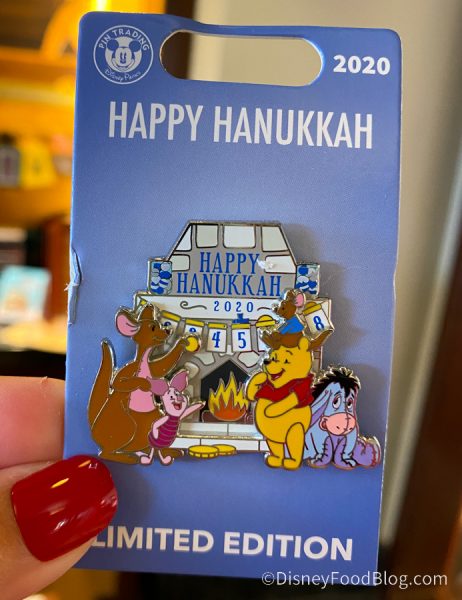 PIN TRADING
Disney Parks
2020
HAPPY HANUKKAH
HAPPY
HANUKKAH
2020
4 5 8
LIMITED EDITION
©DisneyFoodBlog.com